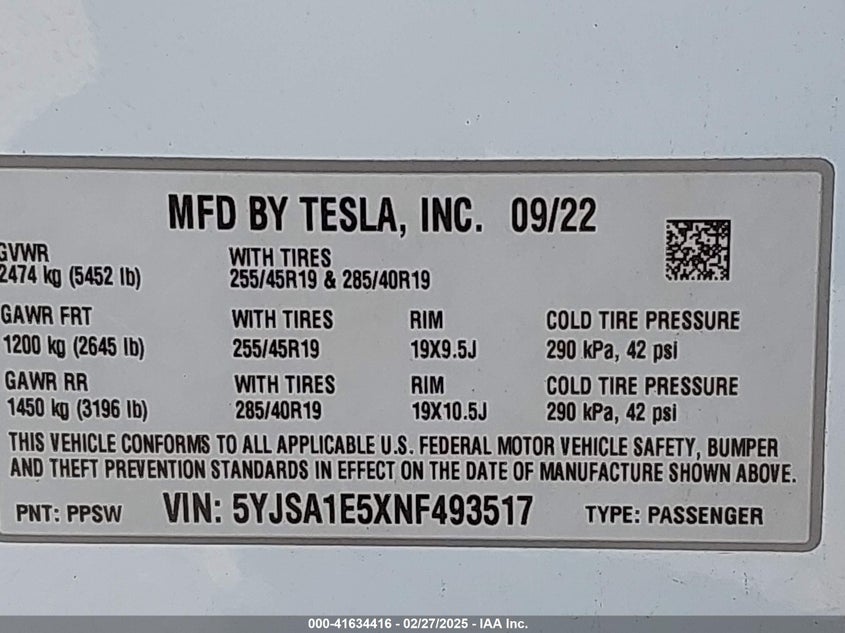 MFD BY TESLA, INC. 09/22
GVWR WITH TIRES
2474 kg (5452 lb) 255/45R19 & 285/40R19
GAWR FRT WITH TIRES RIM COLD TIRE PRESSURE
1200 kg (2645 lb) 255/45R19 19X9.5J 290 kPa, 42 psi
GAWR RR WITH TIRES RIM COLD TIRE PRESSURE
1450 kg (3196 lb) 285/40R19 19X10.5J 290 kPa, 42 psi
THIS VEHICLE CONFORMS TO ALL APPLICABLE U.S. FEDERAL MOTOR VEHICLE SAFETY, BUMPER
AND THEFT PREVENTION STANDARDS IN EFFECT ON THE DATE OF MANUFACTURE SHOWN ABOVE.
PNT: PPSW VIN: 5YJSA1E5XNF493517 TYPE: PASSENGER
000-41634416 - 02/27/2025 - IAA Inc.